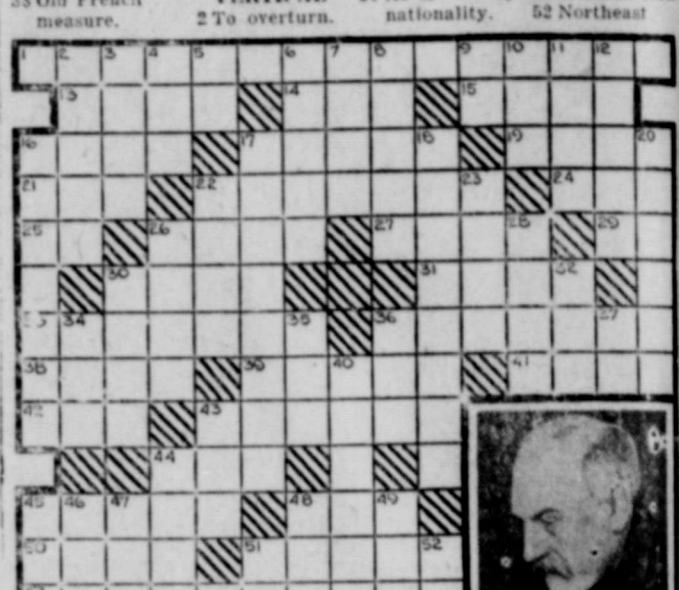 33 Old French
measure.
2 To overturn.
nationality.
52 Northeast
1 2 3 4 5 6 7 8 9 10 11 12
13 14 15
16 17 18 19 20
21 22 23 24
25 26 27 28 29
30 31 32
33 34 35 36 37
38 39 40 41
42 43
44
45 46 47 48 49
50 51 52